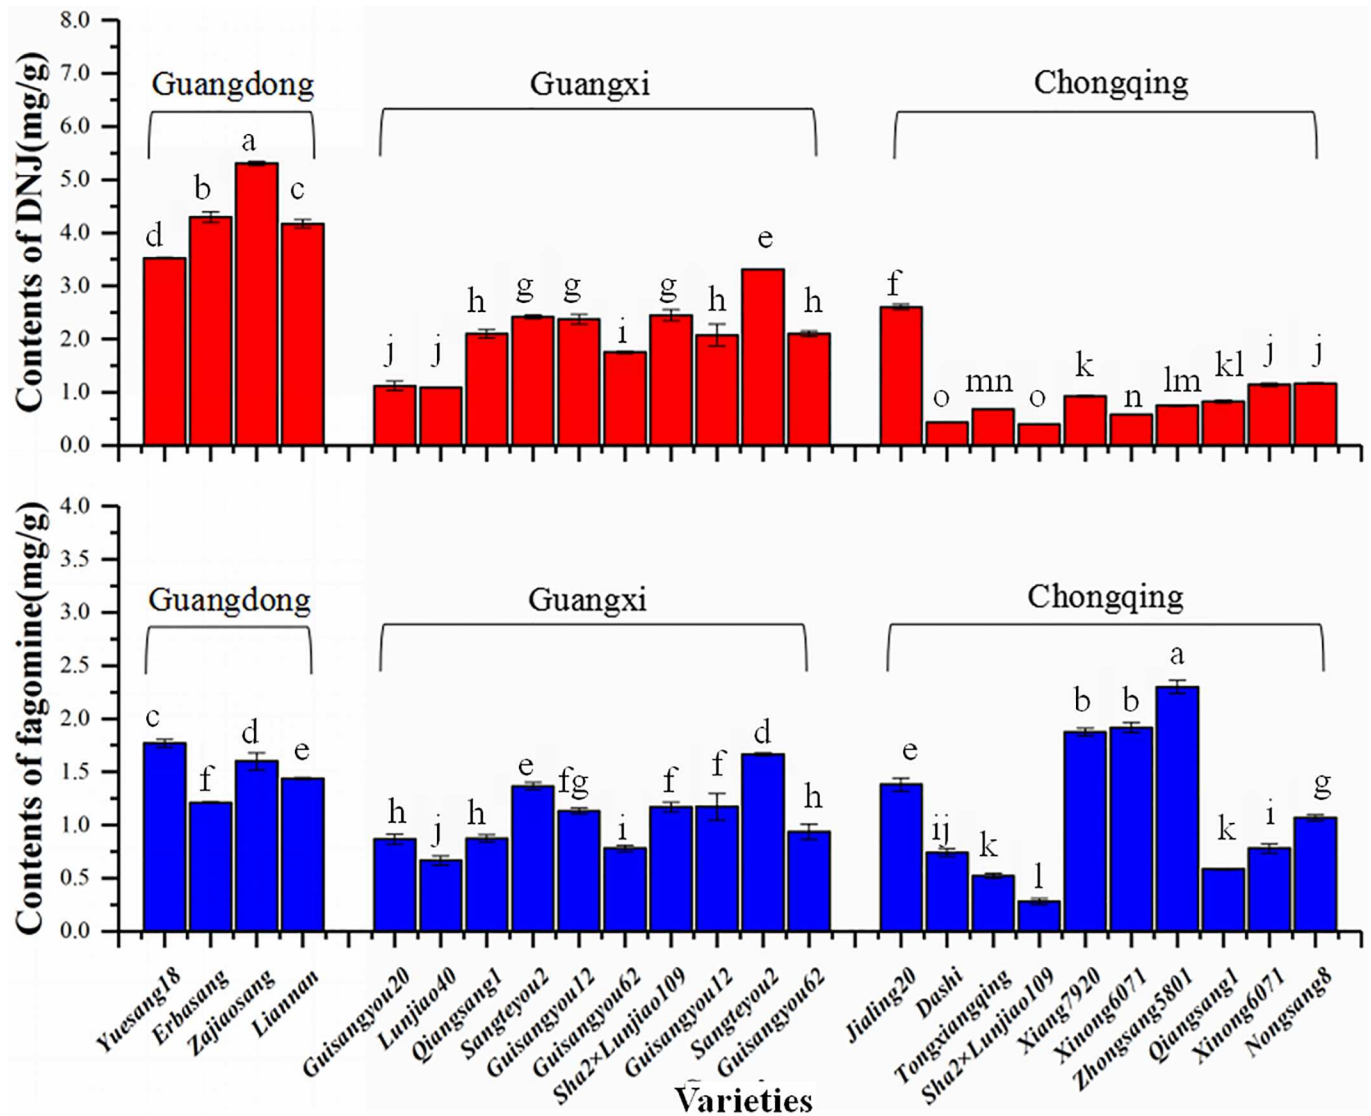 Contents of DNJ(mg/g)
8.0
7.0
6.0
5.0
4.0
3.0
2.0
1.0
0.0
Guangdong
Guangxi
Chongqing
d
b
a
c
j
j
h
g
g
i
g
h
e
h
f
o
mn
o
k
n
lm
kl
j
j
Contents of fagomine(mg/g)
4.0
3.5
3.0
2.5
2.0
1.5
1.0
0.5
0.0
Guangdong
Guangxi
Chongqing
c
f
d
e
h
j
h
e
fg
i
f
f
d
h
e
ij
k
l
b
b
a
k
i
g
Yuesang18
Erbasang
Zajiaosang
Liannan
Guisangyou20
Lunjiao40
Qiangsang1
Sangteyou2
Guisangyou12
Guisangyou62
Sha2×Lunjiao109
Guisangyou12
Sangteyou2
Guisangyou62
Jialing20
Dashi
Tongxiangqing
Sha2×Lunjiao109
Xiang7920
Xinong6071
Zhongsang5801
Qiangsang1
Xinong6071
Nongsang8
Varieties